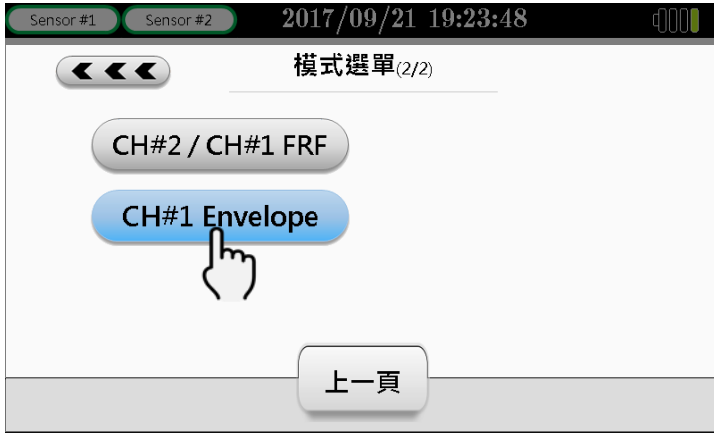 Sensor #1 Sensor #2 2017/09/21 19:23:48
模式選單(2/2)
CH#2 / CH#1 FRF
CH#1 Envelope
上一頁